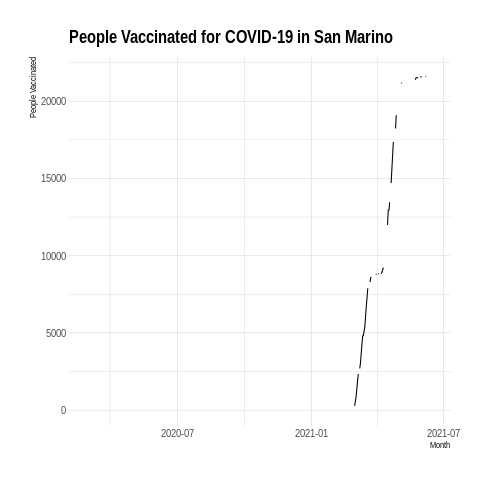 People Vaccinated for COVID-19 in San Marino
People Vaccinated
20000
15000
10000
5000
0
2020-07
2021-01
2021-07
Month